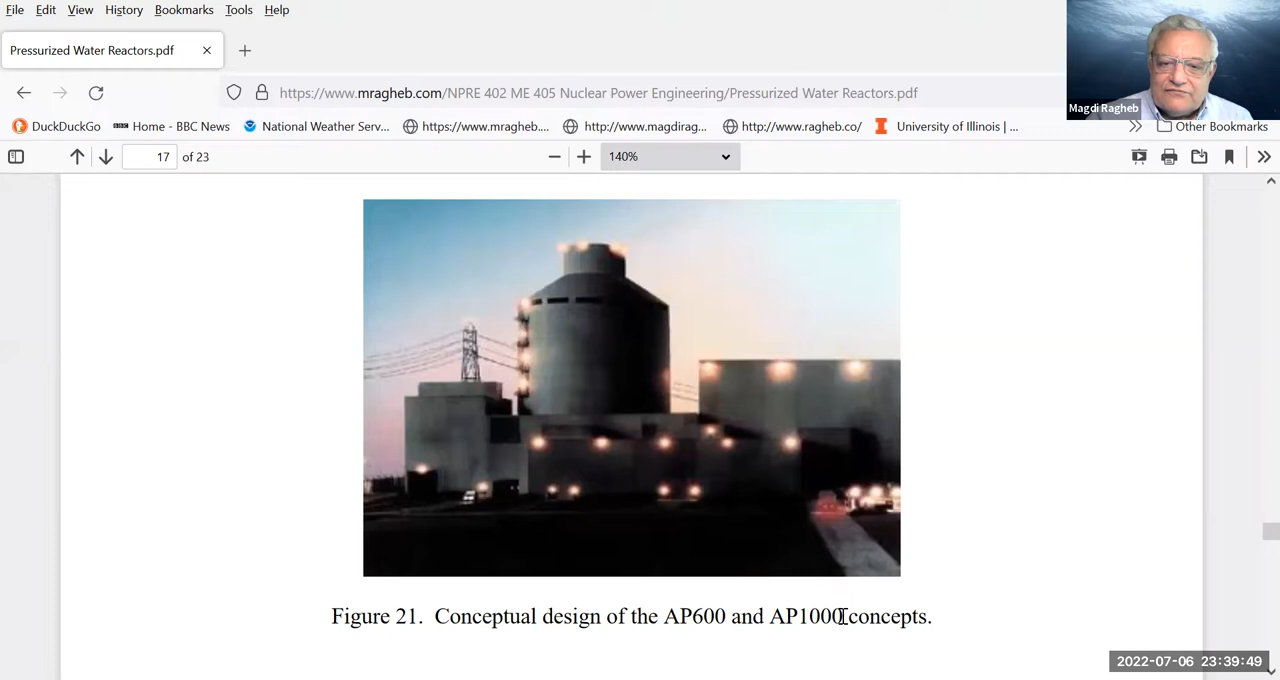 File Edit View History Bookmarks Tools Help
Pressurized Water Reactors.pdf
https://www.mragheb.com/NPRE 402 ME 405 Nuclear Power Engineering/Pressurized Water Reactors.pdf
Magdi Ragheb
DuckDuckGo
BBC Home - BBC News
National Weather Serv...
https://www.mragheb....
http://www.magdirag...
http://www.ragheb.co/
I University of Illinois | ...
Other Bookmarks
17 of 23
140%
Figure 21. Conceptual design of the AP600 and AP1000 concepts.
2022-07-06 23:39:49